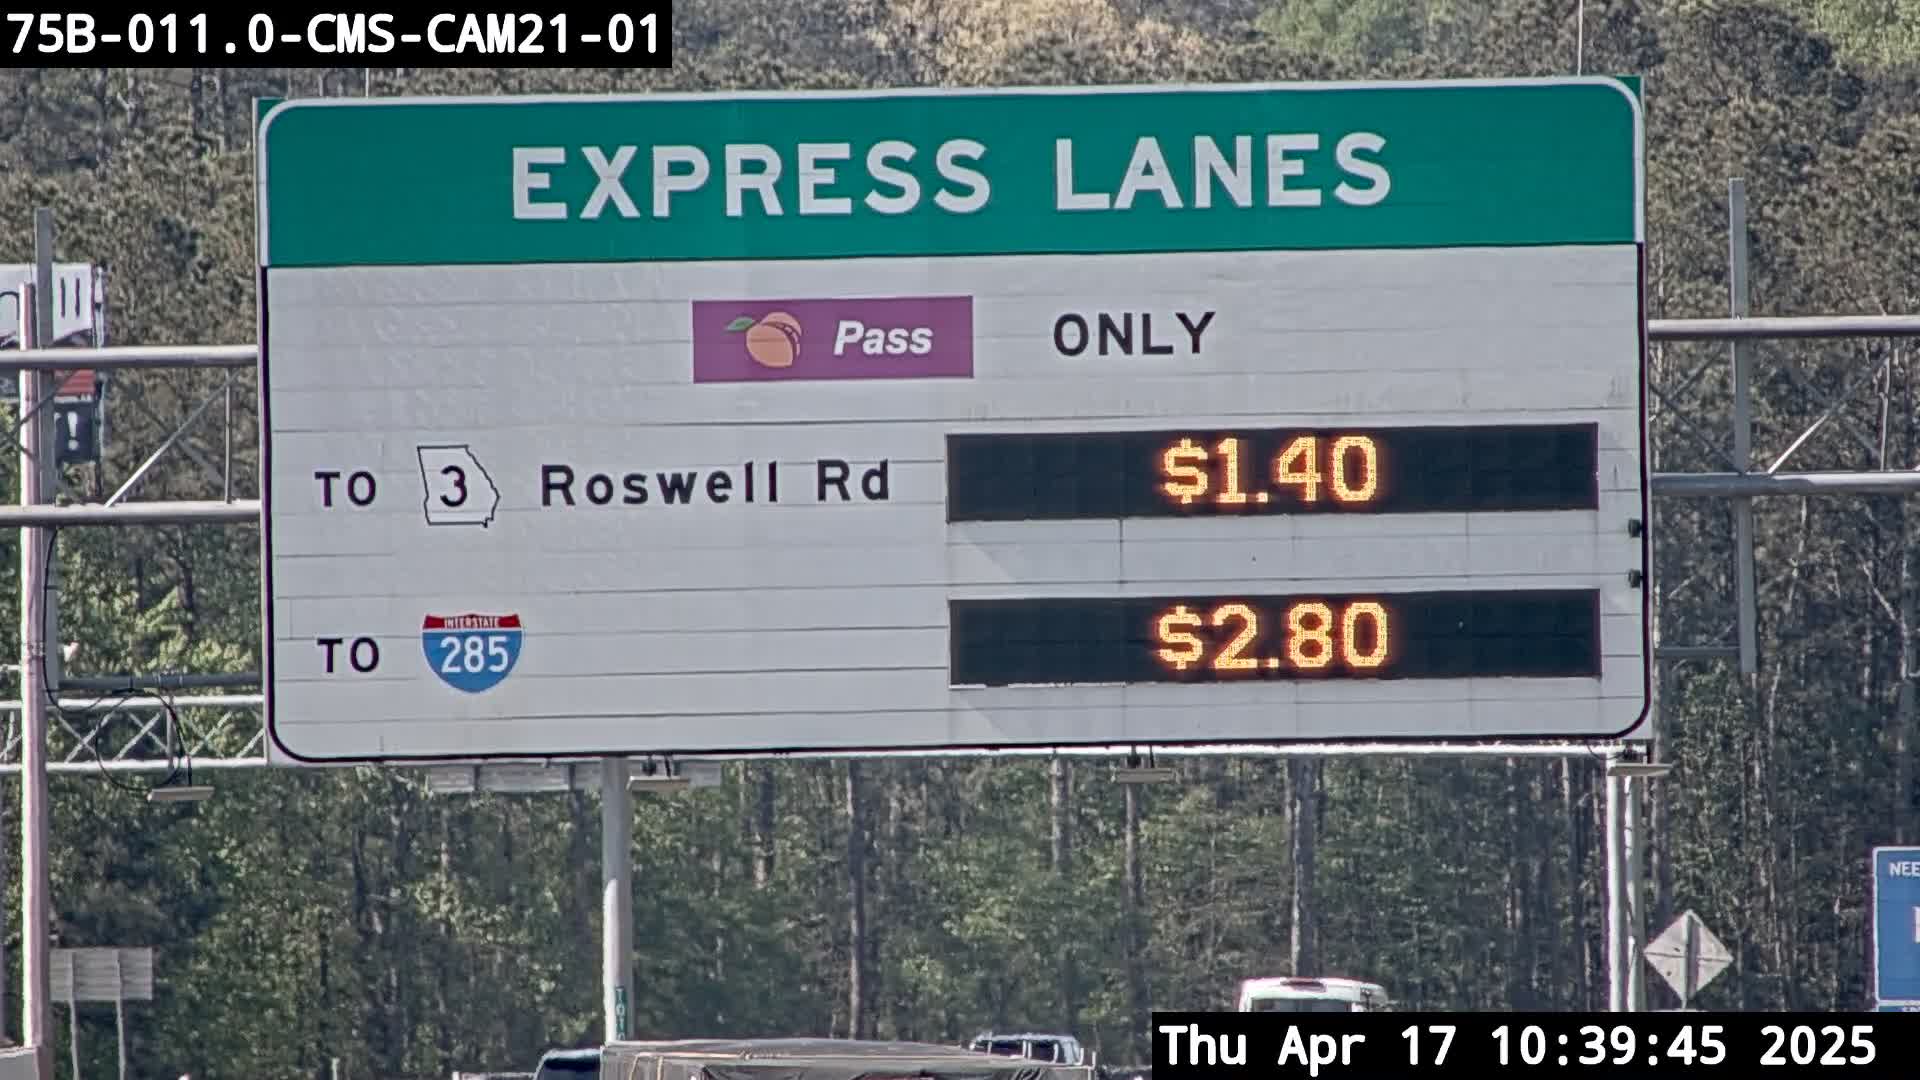 75B-011.0-CMS-CAM21-01
EXPRESS LANES
Pass ONLY
TO 3 Roswell Rd $1.40
TO INTERSTATE 285 $2.80
!
NEE
Thu Apr 17 10:39:45 2025